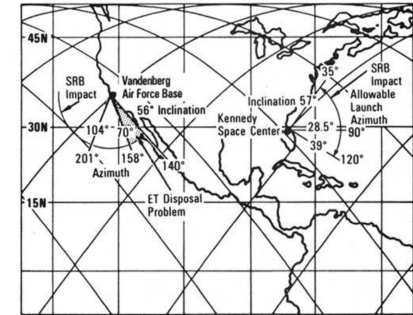 45N
30N
15N
SRB
Impact
Vandenberg
Air Force Base
56° Inclination
104°
70°
201°
158°
140°
Azimuth
ET Disposal
Problem
35°
SRB
Impact
Inclination 57°
Allowable
Launch
Azimuth
Kennedy
Space Center
28.5°
90°
39°
120°